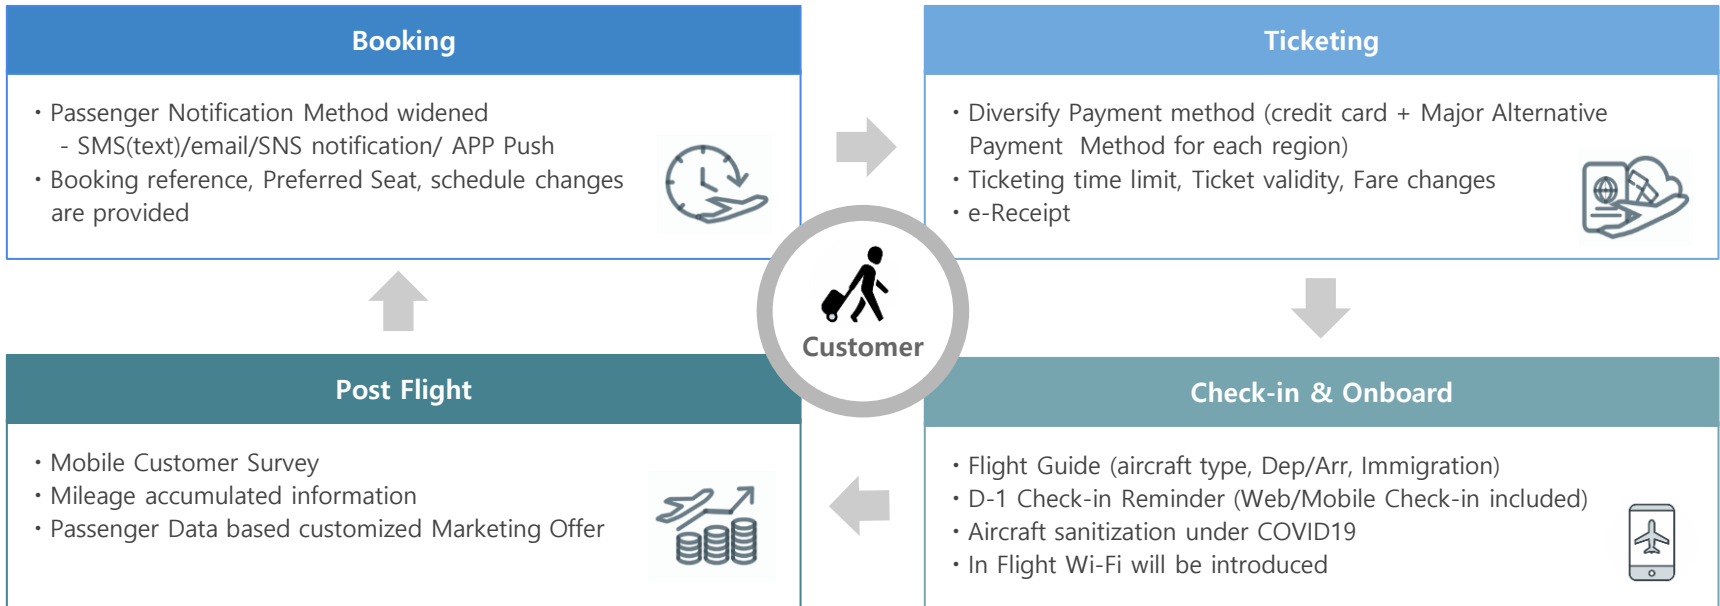 Booking
・Passenger Notification Method widened
- SMS(text)/email/SNS notification/ APP Push
・Booking reference, Preferred Seat, schedule changes
are provided
Ticketing
・Diversify Payment method (credit card + Major Alternative
Payment Method for each region)
・Ticketing time limit, Ticket validity, Fare changes
・e-Receipt
Customer
Post Flight
・Mobile Customer Survey
・Mileage accumulated information
・Passenger Data based customized Marketing Offer
Check-in & Onboard
・Flight Guide (aircraft type, Dep/Arr, Immigration)
・D-1 Check-in Reminder (Web/Mobile Check-in included)
・Aircraft sanitization under COVID19
・In Flight Wi-Fi will be introduced